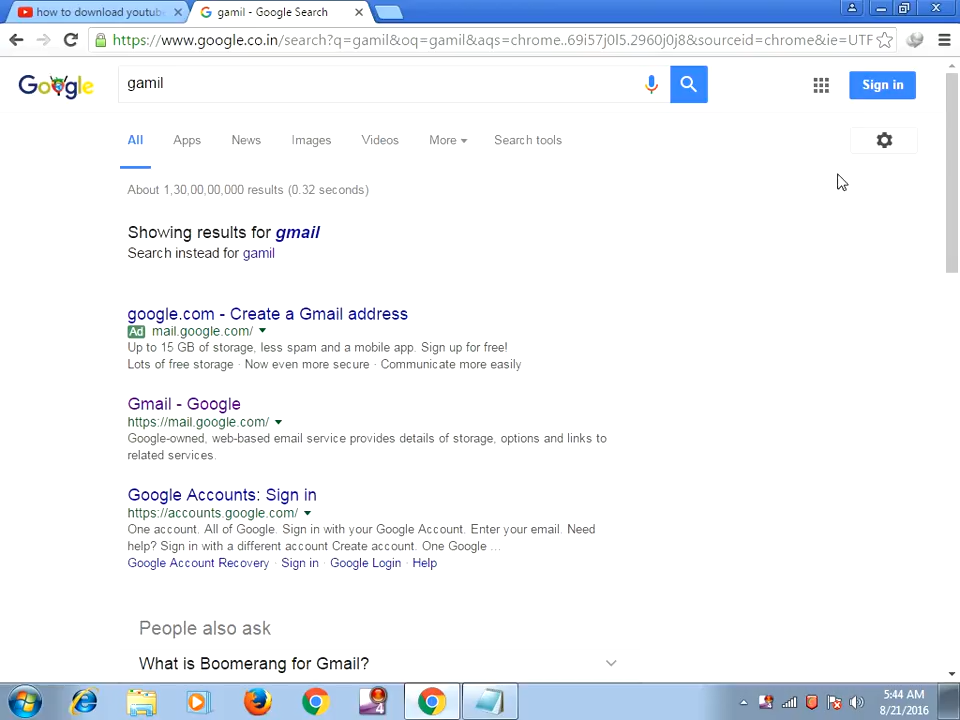 how to download youtub
gamil - Google Search
https://www.google.co.in/search?q=gamil&oq=gamil&aqs=chrome..69i57j0l5.2960j0j8&sourceid=chrome&ie=UTF
Google
gamil
Sign in
All
Apps
News
Images
Videos
More
Search tools
About 1,30,00,00,000 results (0.32 seconds)
Showing results for gmail
Search instead for gamil
google.com - Create a Gmail address
Ad mail.google.com/
Up to 15 GB of storage, less spam and a mobile app. Sign up for free!
Lots of free storage · Now even more secure · Communicate more easily
Gmail - Google
https://mail.google.com/
Google-owned, web-based email service provides details of storage, options and links to
related services.
Google Accounts: Sign in
https://accounts.google.com/
One account. All of Google. Sign in with your Google Account. Enter your email. Need
help? Sign in with a different account Create account. One Google ...
Google Account Recovery · Sign in · Google Login · Help
People also ask
What is Boomerang for Gmail?
4
5:44 AM
8/21/2016